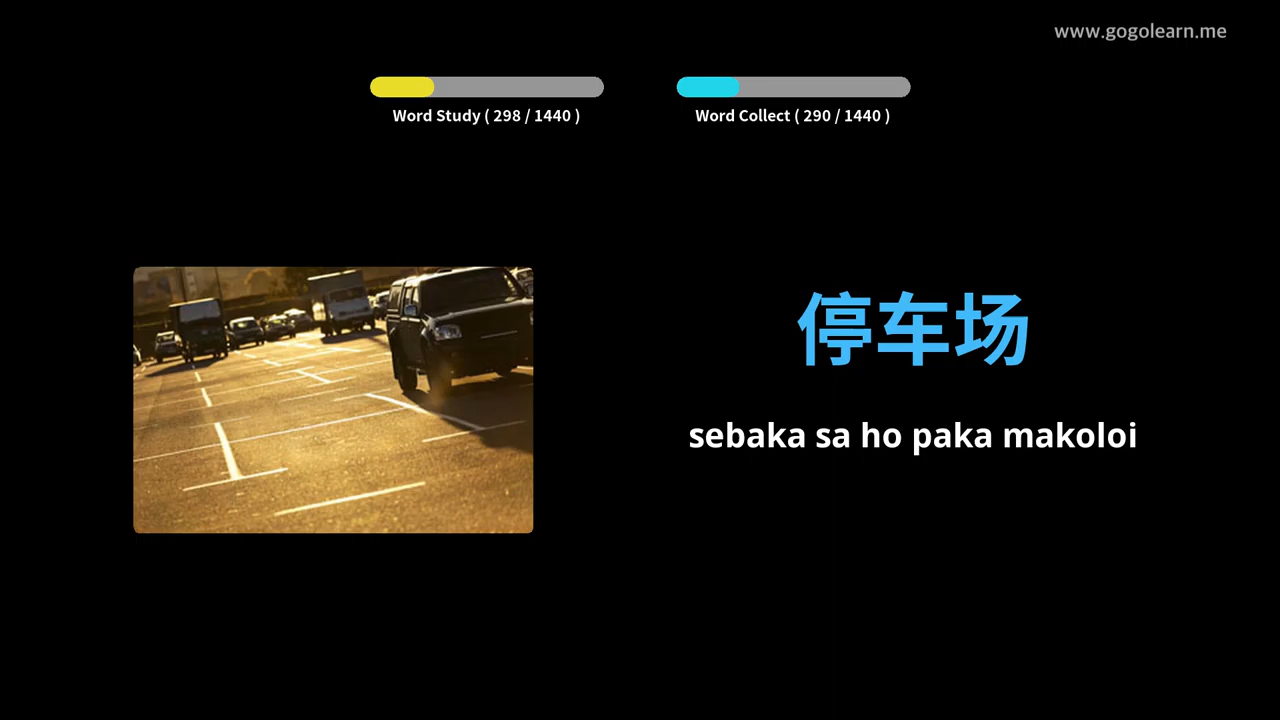 www.gogolearn.me
Word Study ( 298 / 1440 )
Word Collect ( 290 / 1440 )
停车场
sebaka sa ho paka makoloi